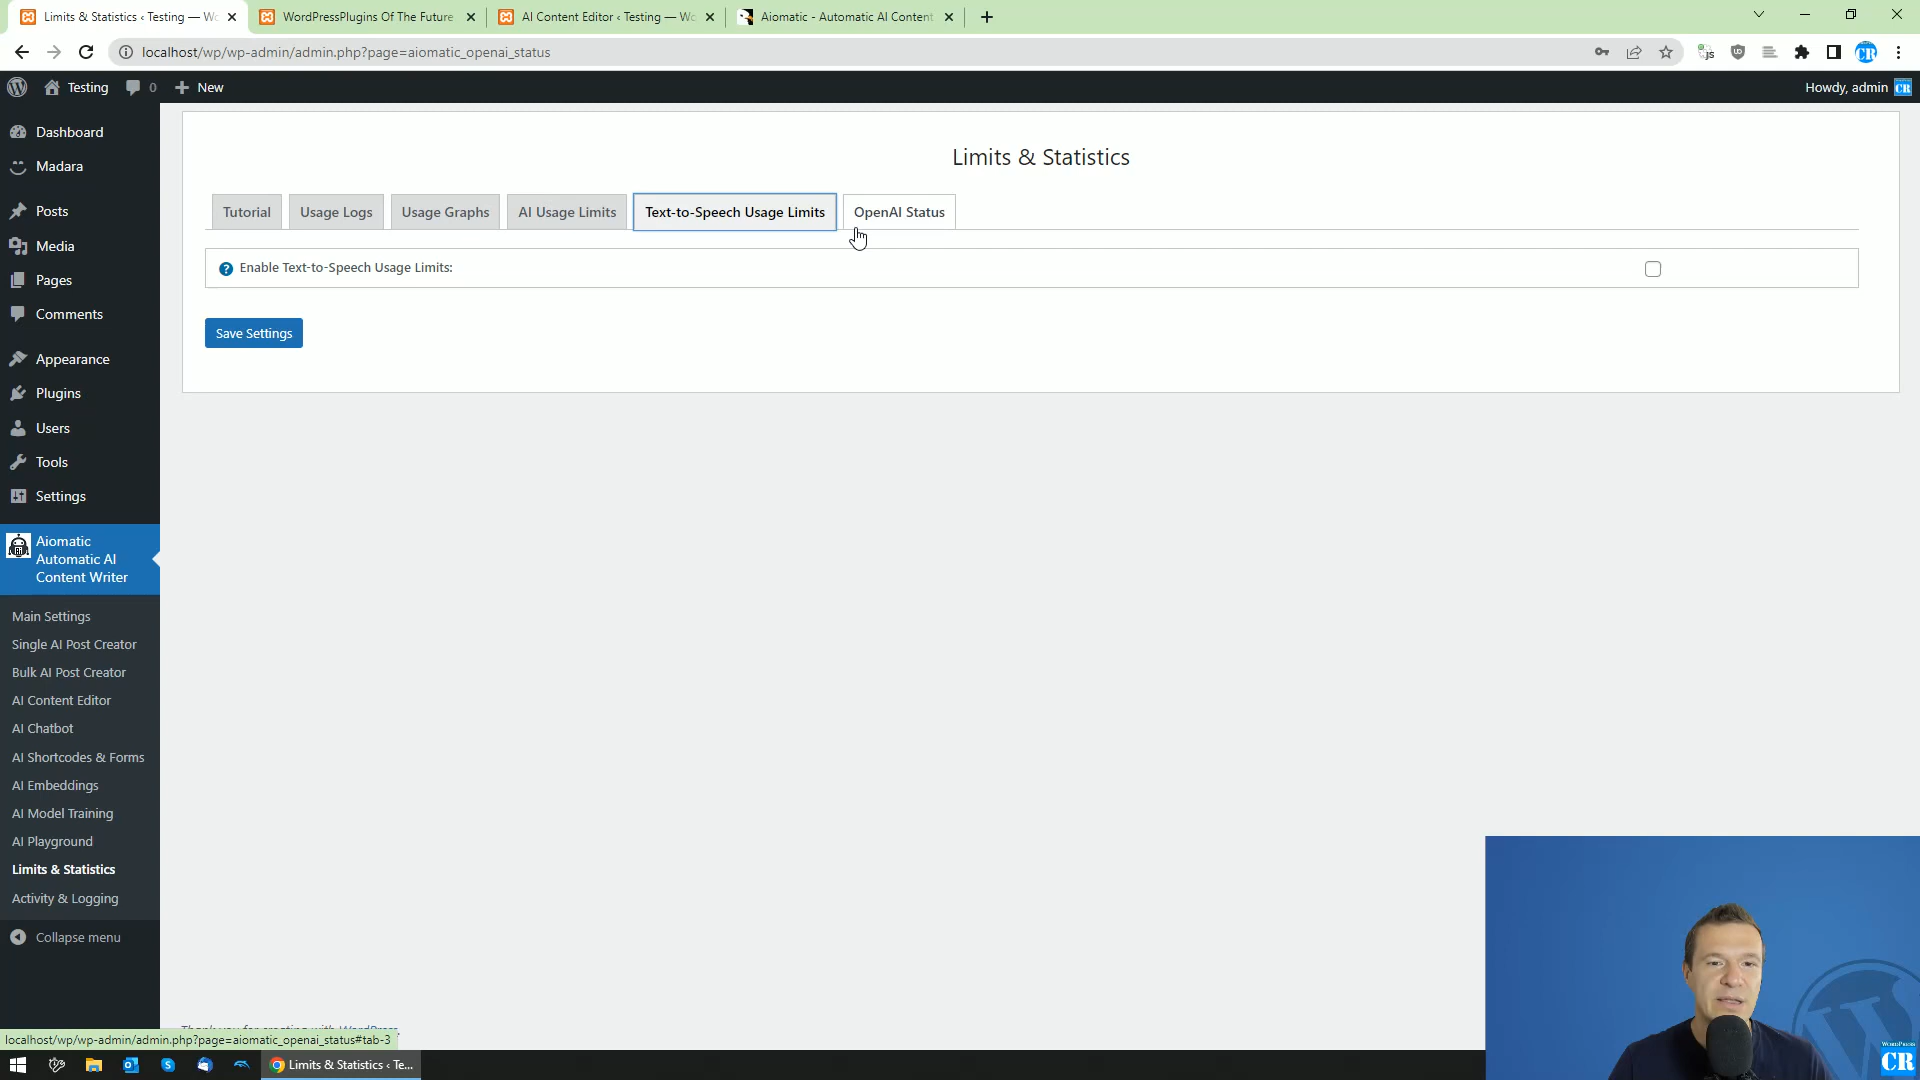 Limits & Statistics ‹ Testing — Wo
WordPressPlugins Of The Future
AI Content Editor ‹ Testing — Wo
Aiomatic - Automatic AI Content
localhost/wp/wp-admin/admin.php?page=aiomatic_openai_status
Testing
0
New
Howdy, admin
Dashboard
Madara
Posts
Media
Pages
Comments
Appearance
Plugins
Users
Tools
Settings
Aiomatic
Automatic AI
Content Writer
Main Settings
Single AI Post Creator
Bulk AI Post Creator
AI Content Editor
AI Chatbot
AI Shortcodes & Forms
AI Embeddings
AI Model Training
AI Playground
Limits & Statistics
Activity & Logging
Collapse menu
Limits & Statistics
Tutorial
Usage Logs
Usage Graphs
AI Usage Limits
Text-to-Speech Usage Limits
OpenAI Status
Enable Text-to-Speech Usage Limits:
Save Settings
Thank you for creating with WordPress.
localhost/wp/wp-admin/admin.php?page=aiomatic_openai_status#tab-3
Limits & Statistics ‹ Te...
WORDPRESS
CR